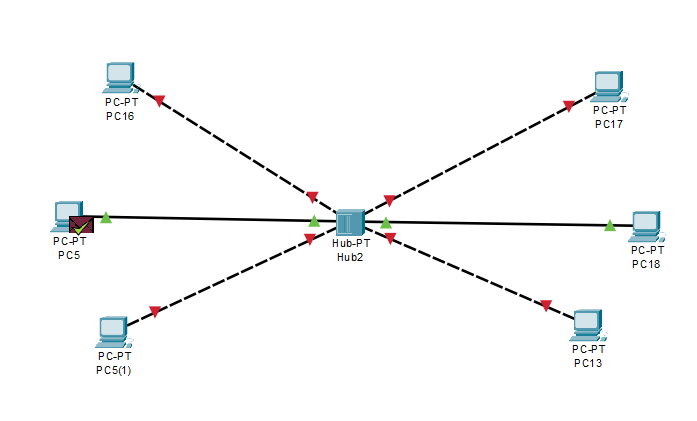 PC-PT
PC16
PC-PT
PC17
PC-PT
PC5
Hub-PT
Hub2
PC-PT
PC18
PC-PT
PC5(1)
PC-PT
PC13